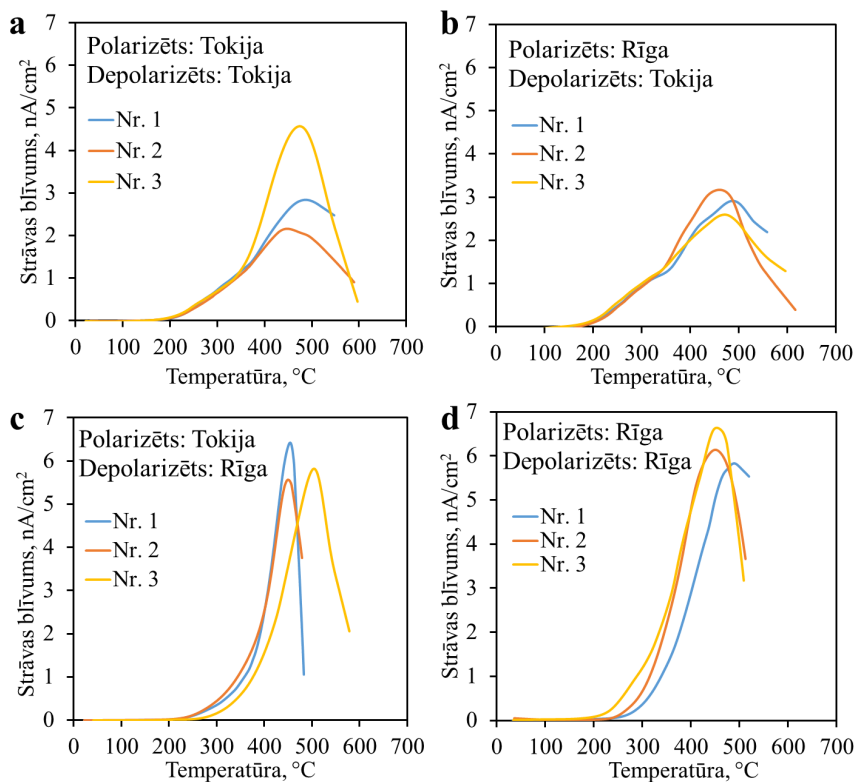 a
Polarizēts: Tokija
Depolarizēts: Tokija
Nr. 1
Nr. 2
Nr. 3
Strāvas blīvums, nA/cm²
7
6
5
4
3
2
1
0
0 100 200 300 400 500 600 700
Temperatūra, °C
b
Polarizēts: Rīga
Depolarizēts: Tokija
Nr. 1
Nr. 2
Nr. 3
Strāvas blīvums, nA/cm²
7
6
5
4
3
2
1
0
0 100 200 300 400 500 600 700
Temperatūra, °C
c
Polarizēts: Tokija
Depolarizēts: Rīga
Nr. 1
Nr. 2
Nr. 3
Strāvas blīvums, nA/cm²
7
6
5
4
3
2
1
0
0 100 200 300 400 500 600 700
Temperatūra, °C
d
Polarizēts: Rīga
Depolarizēts: Rīga
Nr. 1
Nr. 2
Nr. 3
Strāvas blīvums, nA/cm²
7
6
5
4
3
2
1
0
0 100 200 300 400 500 600 700
Temperatūra, °C